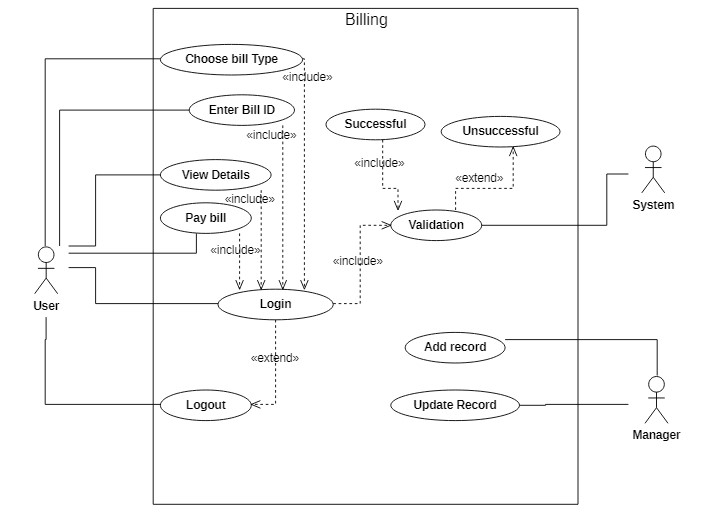 Billing
Choose bill Type
«include»
Enter Bill ID
«include»
Successful
Unsuccessful
«include»
View Details
«extend»
«include»
System
Pay bill
Validation
«include»
«include»
User
Login
Add record
«extend»
Logout
Update Record
Manager